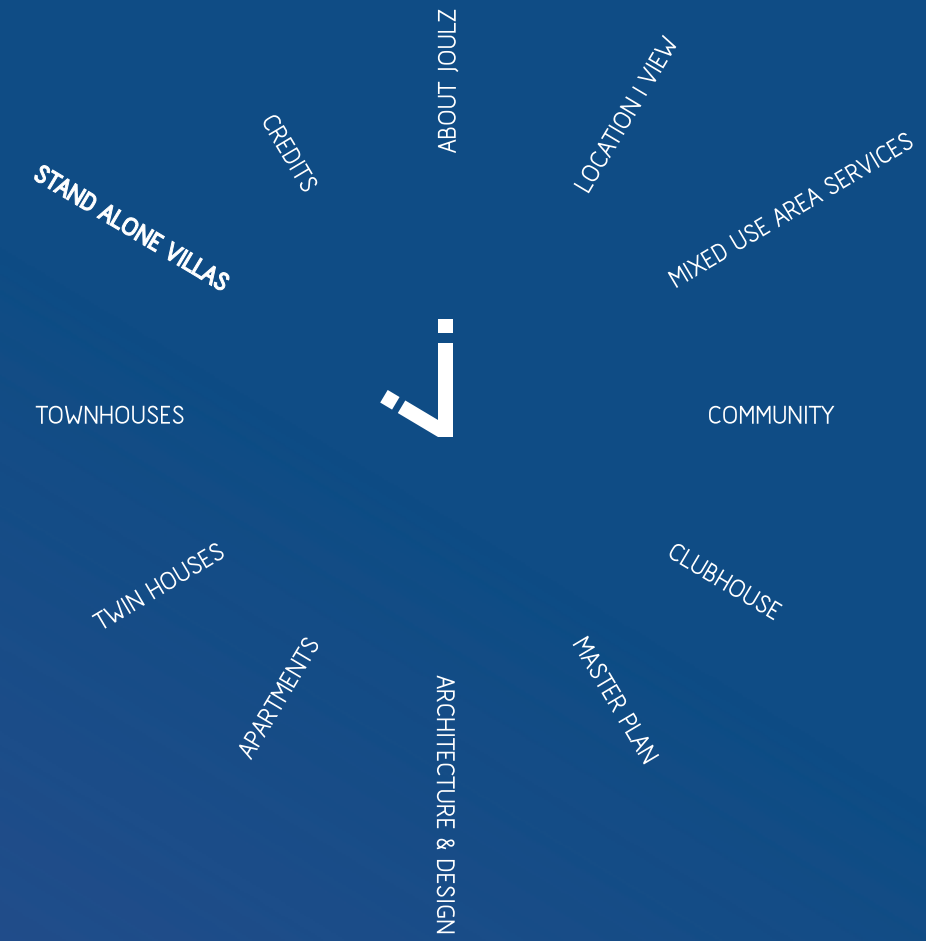 ABOUT JOULZ
LOCATION | VIEW
MIXED USE AREA SERVICES
COMMUNITY
CLUBHOUSE
MASTER PLAN
ARCHITECTURE & DESIGN
APARTMENTS
TWIN HOUSES
TOWNHOUSES
STAND ALONE VILLAS
CREDITS